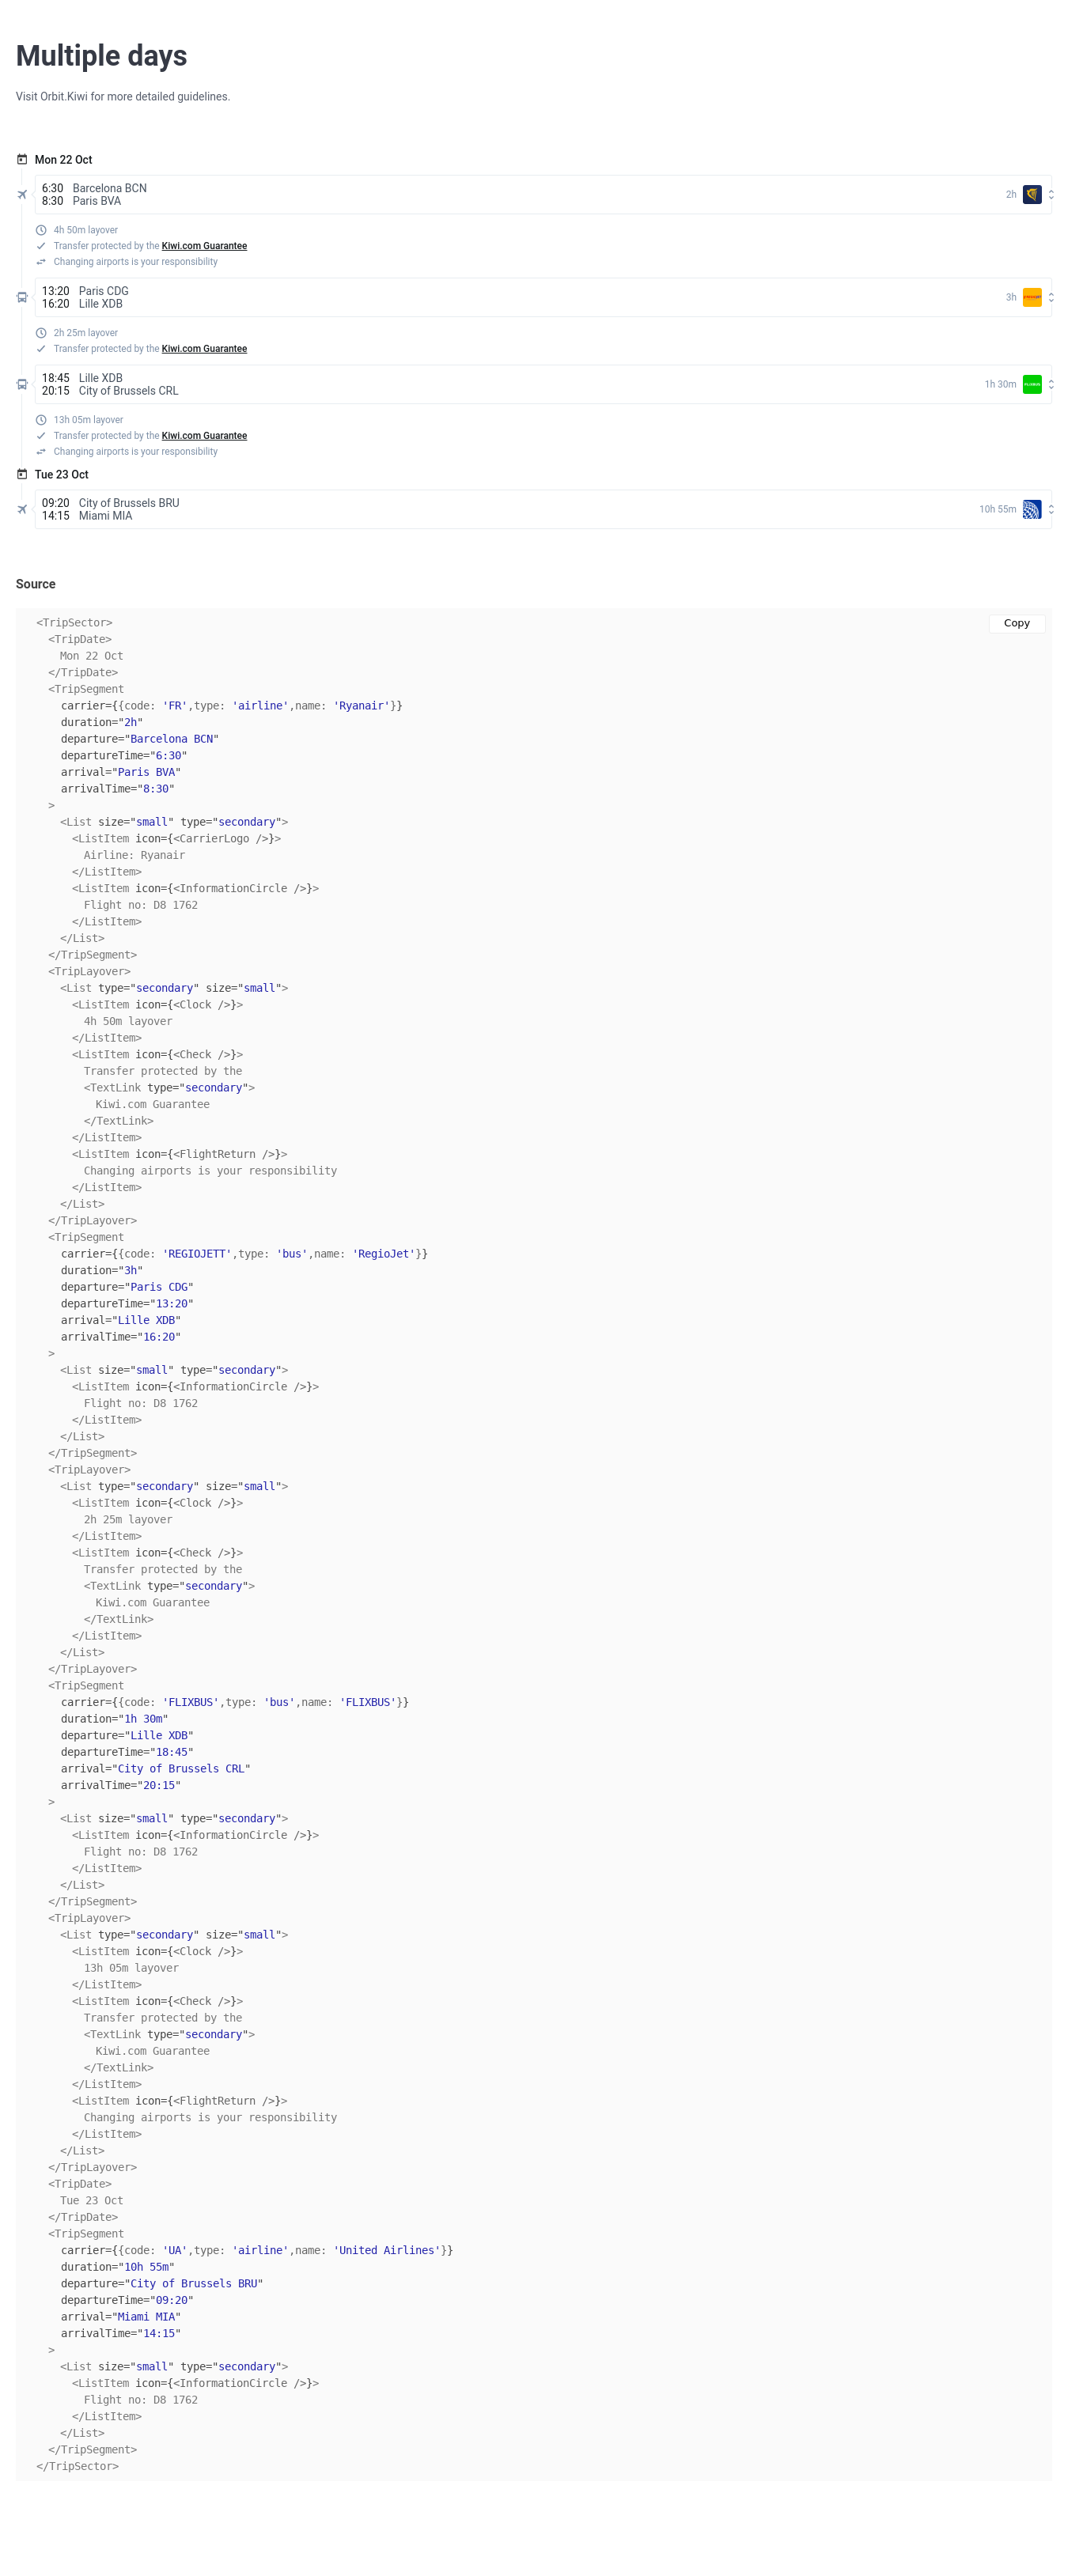 Multiple days
Visit Orbit.Kiwi for more detailed guidelines.
Mon 22 Oct
6:30 Barcelona BCN
8:30 Paris BVA
2h
4h 50m layover
Transfer protected by the Kiwi.com Guarantee
Changing airports is your responsibility
13:20 Paris CDG
16:20 Lille XDB
3h
2h 25m layover
Transfer protected by the Kiwi.com Guarantee
18:45 Lille XDB
20:15 City of Brussels CRL
1h 30m
13h 05m layover
Transfer protected by the Kiwi.com Guarantee
Changing airports is your responsibility
Tue 23 Oct
09:20 City of Brussels BRU
14:15 Miami MIA
10h 55m
Source
Copy
<TripSector>
<TripDate>
Mon 22 Oct
</TripDate>
<TripSegment
carrier={{code: 'FR',type: 'airline',name: 'Ryanair'}}
duration="2h"
departure="Barcelona BCN"
departureTime="6:30"
arrival="Paris BVA"
arrivalTime="8:30"
>
<List size="small" type="secondary">
<ListItem icon={<CarrierLogo />}>
Airline: Ryanair
</ListItem>
<ListItem icon={<InformationCircle />}>
Flight no: D8 1762
</ListItem>
</List>
</TripSegment>
<TripLayover>
<List type="secondary" size="small">
<ListItem icon={<Clock />}>
4h 50m layover
</ListItem>
<ListItem icon={<Check />}>
Transfer protected by the
<TextLink type="secondary">
Kiwi.com Guarantee
</TextLink>
</ListItem>
<ListItem icon={<FlightReturn />}>
Changing airports is your responsibility
</ListItem>
</List>
</TripLayover>
<TripSegment
carrier={{code: 'REGIOJETT',type: 'bus',name: 'RegioJet'}}
duration="3h"
departure="Paris CDG"
departureTime="13:20"
arrival="Lille XDB"
arrivalTime="16:20"
>
<List size="small" type="secondary">
<ListItem icon={<InformationCircle />}>
Flight no: D8 1762
</ListItem>
</List>
</TripSegment>
<TripLayover>
<List type="secondary" size="small">
<ListItem icon={<Clock />}>
2h 25m layover
</ListItem>
<ListItem icon={<Check />}>
Transfer protected by the
<TextLink type="secondary">
Kiwi.com Guarantee
</TextLink>
</ListItem>
</List>
</TripLayover>
<TripSegment
carrier={{code: 'FLIXBUS',type: 'bus',name: 'FLIXBUS'}}
duration="1h 30m"
departure="Lille XDB"
departureTime="18:45"
arrival="City of Brussels CRL"
arrivalTime="20:15"
>
<List size="small" type="secondary">
<ListItem icon={<InformationCircle />}>
Flight no: D8 1762
</ListItem>
</List>
</TripSegment>
<TripLayover>
<List type="secondary" size="small">
<ListItem icon={<Clock />}>
13h 05m layover
</ListItem>
<ListItem icon={<Check />}>
Transfer protected by the
<TextLink type="secondary">
Kiwi.com Guarantee
</TextLink>
</ListItem>
<ListItem icon={<FlightReturn />}>
Changing airports is your responsibility
</ListItem>
</List>
</TripLayover>
<TripDate>
Tue 23 Oct
</TripDate>
<TripSegment
carrier={{code: 'UA',type: 'airline',name: 'United Airlines'}}
duration="10h 55m"
departure="City of Brussels BRU"
departureTime="09:20"
arrival="Miami MIA"
arrivalTime="14:15"
>
<List size="small" type="secondary">
<ListItem icon={<InformationCircle />}>
Flight no: D8 1762
</ListItem>
</List>
</TripSegment>
</TripSector>